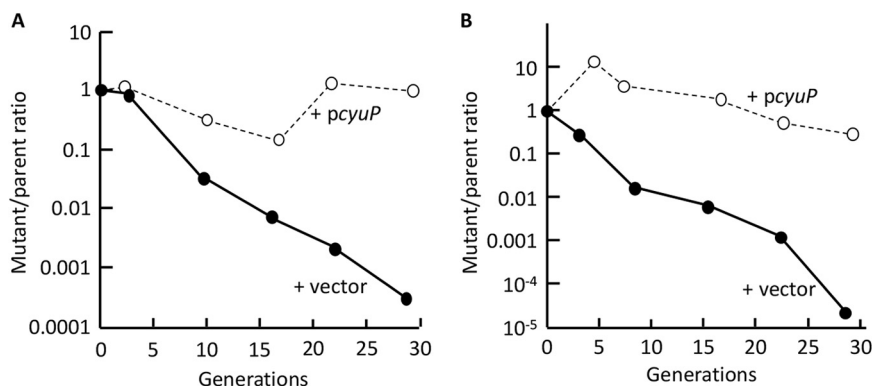 A
Mutant/parent ratio
10
1
0.1
0.01
0.001
0.0001
+ pcyuP
+ vector
0 5 10 15 20 25 30
Generations
B
Mutant/parent ratio
10
1
0.1
0.01
0.001
10-4
10-5
+ pcyuP
+ vector
0 5 10 15 20 25 30
Generations